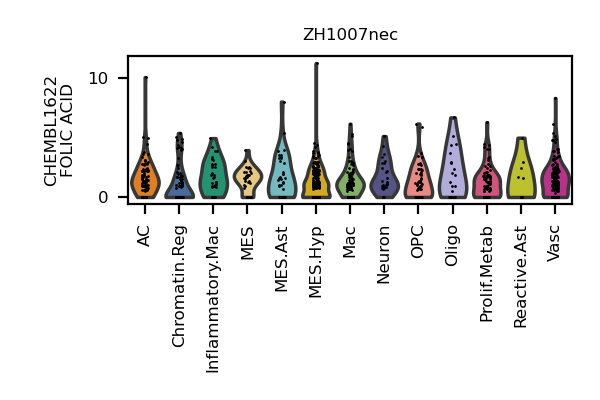 ZH1007nec
CHEMBL1622
FOLIC ACID
10
0
AC
Chromatin.Reg
Inflammatory.Mac
MES
MES.Ast
MES.Hyp
Mac
Neuron
OPC
Oligo
Prolif.Metab
Reactive.Ast
Vasc